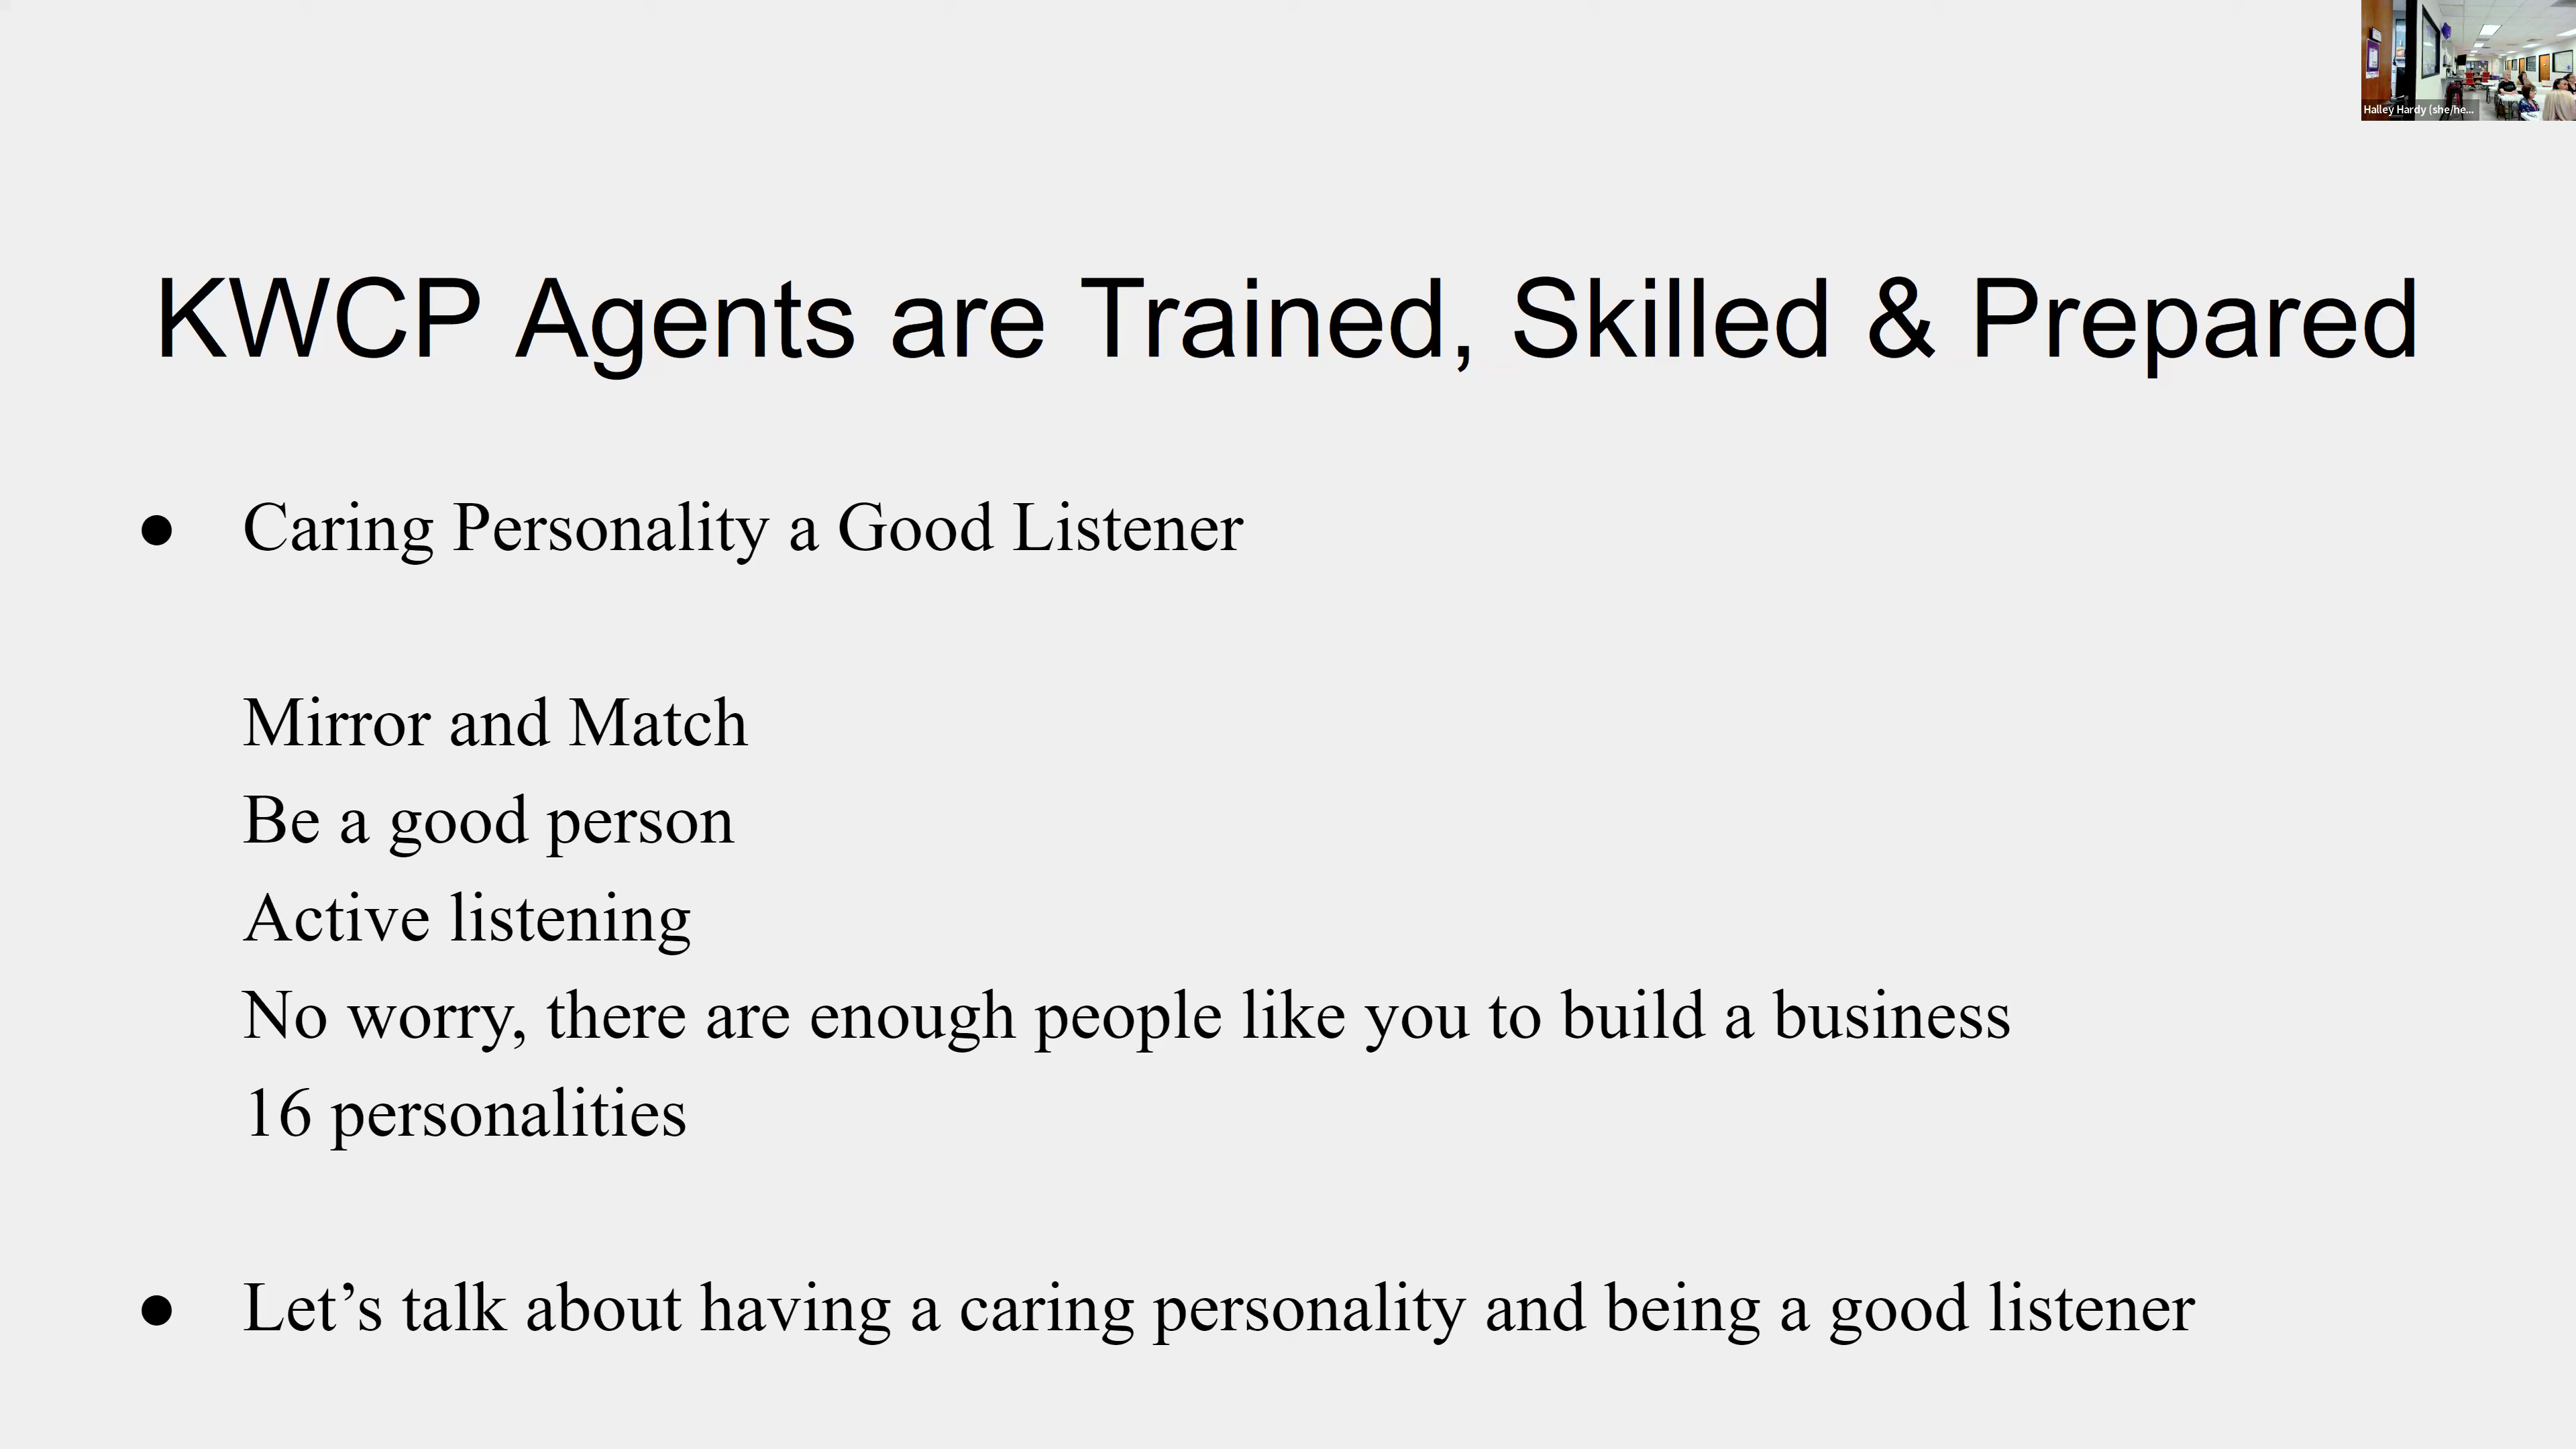 Halley Hardy (she/he...
KWCP Agents are Trained, Skilled & Prepared
● Caring Personality a Good Listener
Mirror and Match
Be a good person
Active listening
No worry, there are enough people like you to build a business
16 personalities
● Let’s talk about having a caring personality and being a good listener